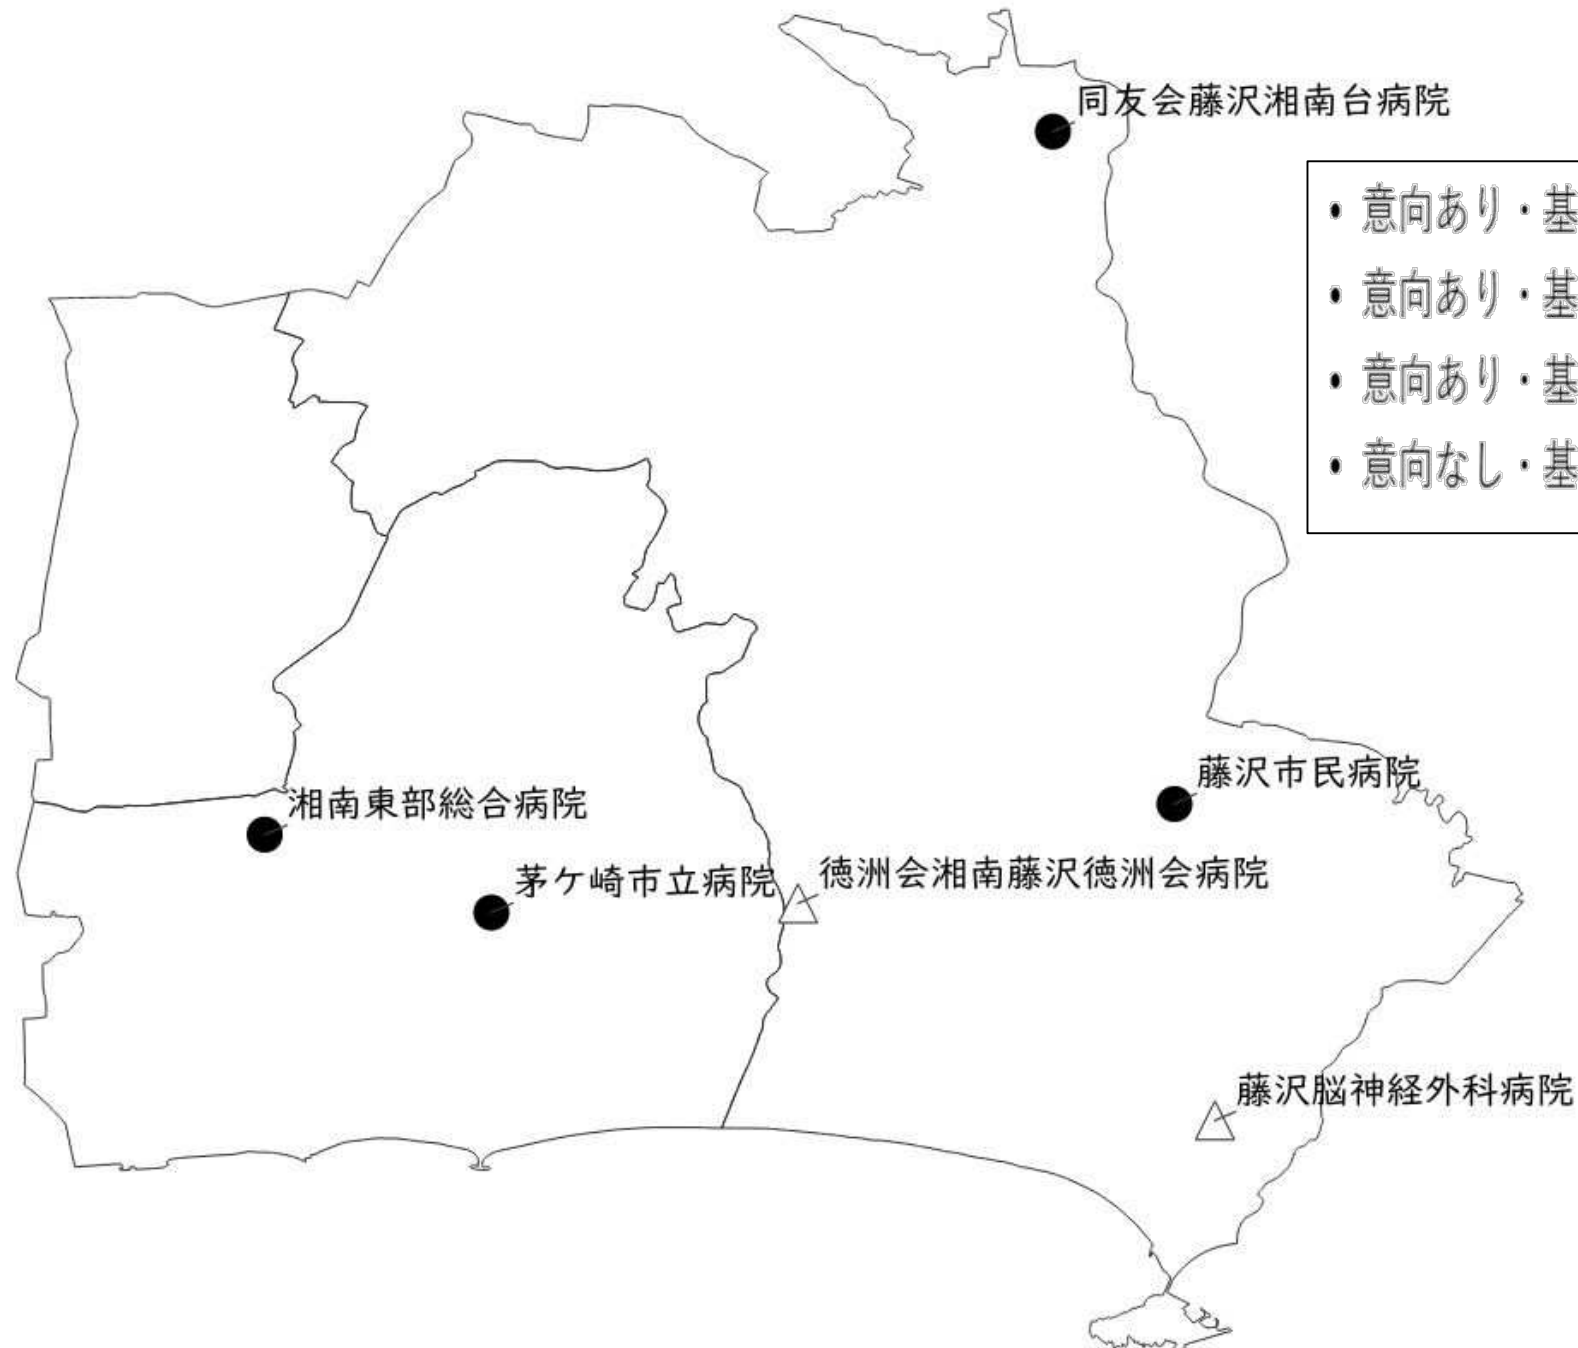 同友会藤沢湘南台病院
• 意向あり・基
• 意向あり・基
• 意向あり・基
• 意向なし・基
藤沢市民病院
湘南東部総合病院
徳洲会湘南藤沢徳洲会病院
茅ケ崎市立病院
藤沢脳神経外科病院